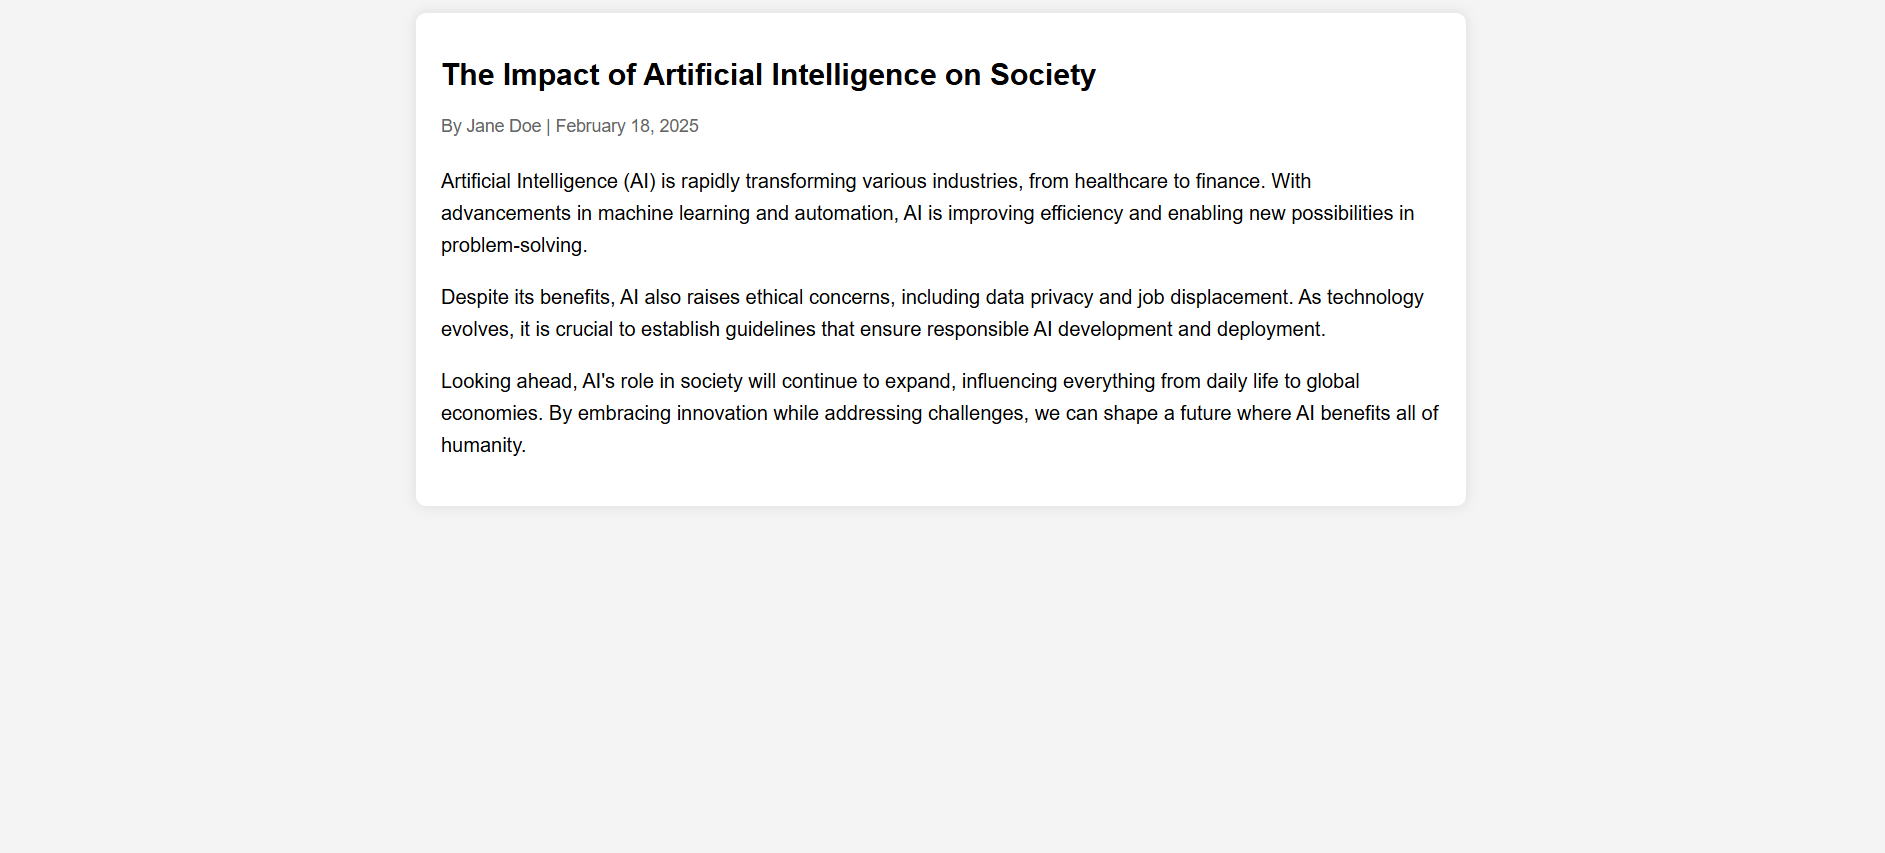 The Impact of Artificial Intelligence on Society
By Jane Doe | February 18, 2025
Artificial Intelligence (AI) is rapidly transforming various industries, from healthcare to finance. With
advancements in machine learning and automation, AI is improving efficiency and enabling new possibilities in
problem-solving.
Despite its benefits, AI also raises ethical concerns, including data privacy and job displacement. As technology
evolves, it is crucial to establish guidelines that ensure responsible AI development and deployment.
Looking ahead, AI's role in society will continue to expand, influencing everything from daily life to global
economies. By embracing innovation while addressing challenges, we can shape a future where AI benefits all of
humanity.